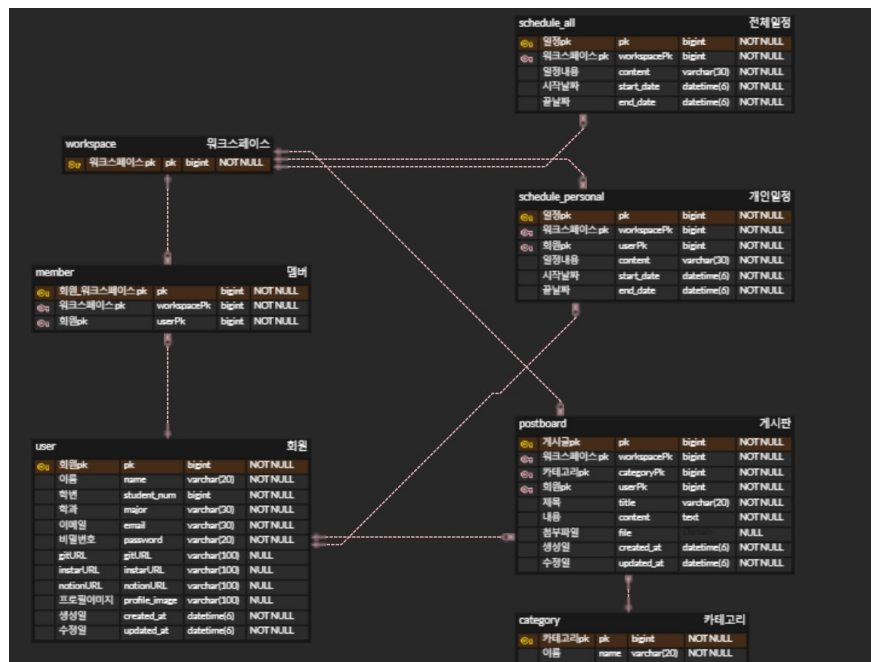 schedule_all 전체일정
일정pk pk bigint NOT NULL
워크스페이스pk workspacePk bigint NOT NULL
일정내용 content varchar(30) NOT NULL
시작날짜 start_date datetime(6) NOT NULL
끝날짜 end_date datetime(6) NOT NULL
workspace 워크스페이스
워크스페이스pk pk bigint NOT NULL
schedule_personal 개인일정
일정pk pk bigint NOT NULL
워크스페이스pk workspacePk bigint NOT NULL
회원pk userPk bigint NOT NULL
일정내용 content varchar(30) NOT NULL
시작날짜 start_date datetime(6) NOT NULL
끝날짜 end_date datetime(6) NOT NULL
member 멤버
회원_워크스페이스pk pk bigint NOT NULL
워크스페이스pk workspacePk bigint NOT NULL
회원pk userPk bigint NOT NULL
user 회원
회원pk pk bigint NOT NULL
이름 name varchar(20) NOT NULL
학번 student_num bigint NOT NULL
학과 major varchar(30) NOT NULL
이메일 email varchar(30) NOT NULL
비밀번호 password varchar(20) NOT NULL
gitURL gitURL varchar(100) NULL
instarURL instarURL varchar(100) NULL
notionURL notionURL varchar(100) NULL
프로필이미지 profile_image varchar(100) NULL
생성일 created_at datetime(6) NOT NULL
수정일 updated_at datetime(6) NOT NULL
postboard 게시판
게시글pk pk bigint NOT NULL
워크스페이스pk workspacePk bigint NOT NULL
카테고리pk categoryPk bigint NOT NULL
회원pk userPk bigint NOT NULL
제목 title varchar(20) NOT NULL
내용 content text NOT NULL
첨부파일 file NULL
생성일 created_at datetime(6) NOT NULL
수정일 updated_at datetime(6) NOT NULL
category 카테고리
카테고리pk pk bigint NOT NULL
이름 name varchar(20) NOT NULL